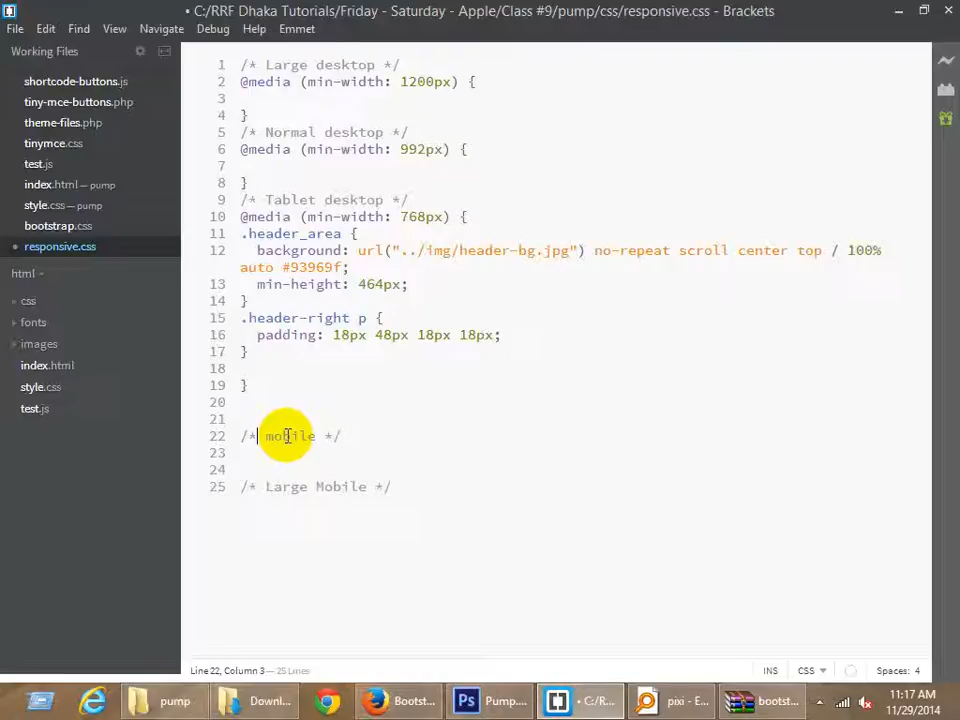 • C:/RRF Dhaka Tutorials/Friday - Saturday - Apple/Class #9/pump/css/responsive.css - Brackets
File Edit Find View Navigate Debug Help Emmet
Working Files
shortcode-buttons.js
tiny-mce-buttons.php
theme-files.php
tinymce.css
test.js
index.html — pump
style.css — pump
bootstrap.css
responsive.css
html
css
fonts
images
index.html
style.css
test.js
1 /* Large desktop */
2 @media (min-width: 1200px) {
3
4 }
5 /* Normal desktop */
6 @media (min-width: 992px) {
7
8 }
9 /* Tablet desktop */
10 @media (min-width: 768px) {
11 .header_area {
12 background: url("../img/header-bg.jpg") no-repeat scroll center top / 100%
auto #93969f;
13 min-height: 464px;
14 }
15 .header-right p {
16 padding: 18px 48px 18px 18px;
17 }
18
19 }
20
21
22 /* mobile */
23
24
25 /* Large Mobile */
Line 22, Column 3 — 25 Lines
INS CSS Spaces: 4
pump Downl... Bootst... Ps Pump.... • C:/R... pixi - E... bootst...
11:17 AM
11/29/2014